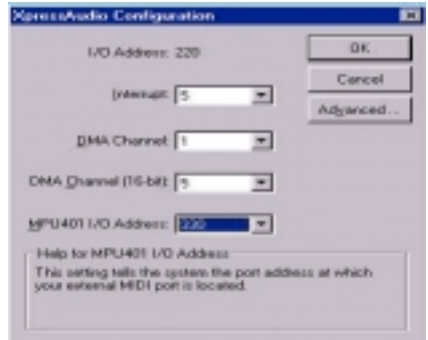 XpressAudio Configuration
I/O Address: 220
OK
Interrupt: 5
Cancel
Advanced...
DMA Channel: 1
DMA Channel (16-bit): 5
MPU401 I/O Address: 330
Help for MPU401 I/O Address
This setting tells the system the port address at which
your external MIDI port is located.